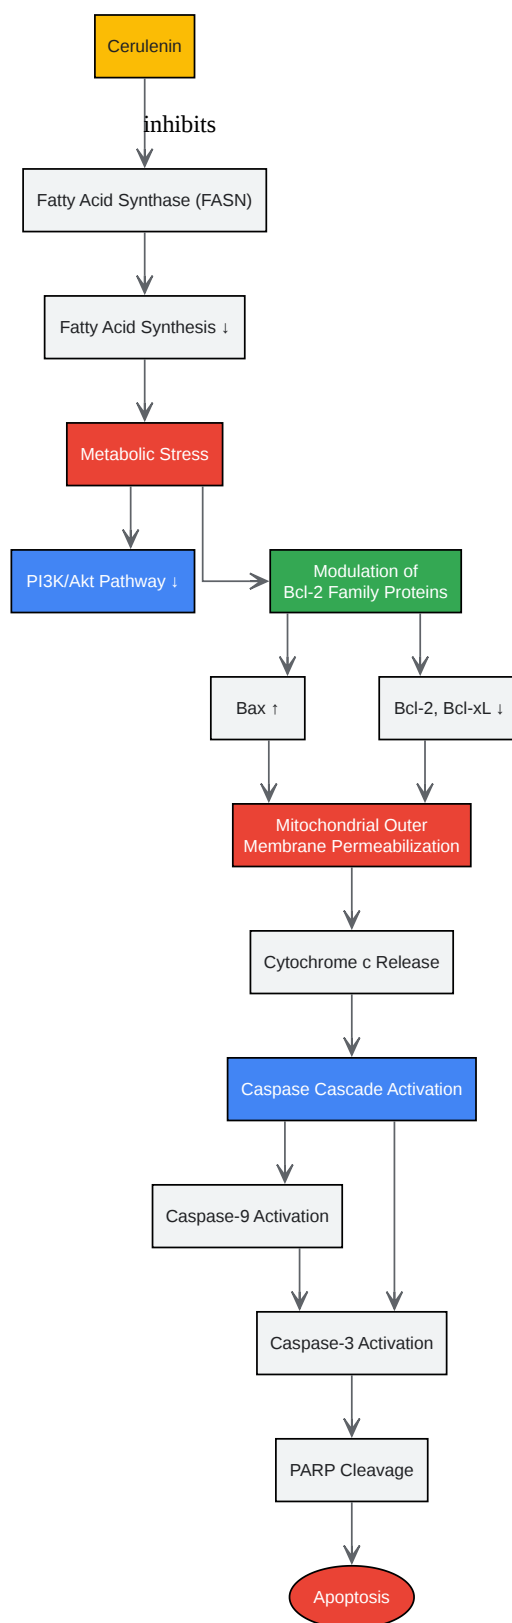 Cerulenin
inhibits
Fatty Acid Synthase (FASN)
Fatty Acid Synthesis ↓
Metabolic Stress
PI3K/Akt Pathway ↓
Modulation of
Bcl-2 Family Proteins
Bax ↑
Bcl-2, Bcl-xL ↓
Mitochondrial Outer
Membrane Permeabilization
Cytochrome c Release
Caspase Cascade Activation
Caspase-9 Activation
Caspase-3 Activation
PARP Cleavage
Apoptosis